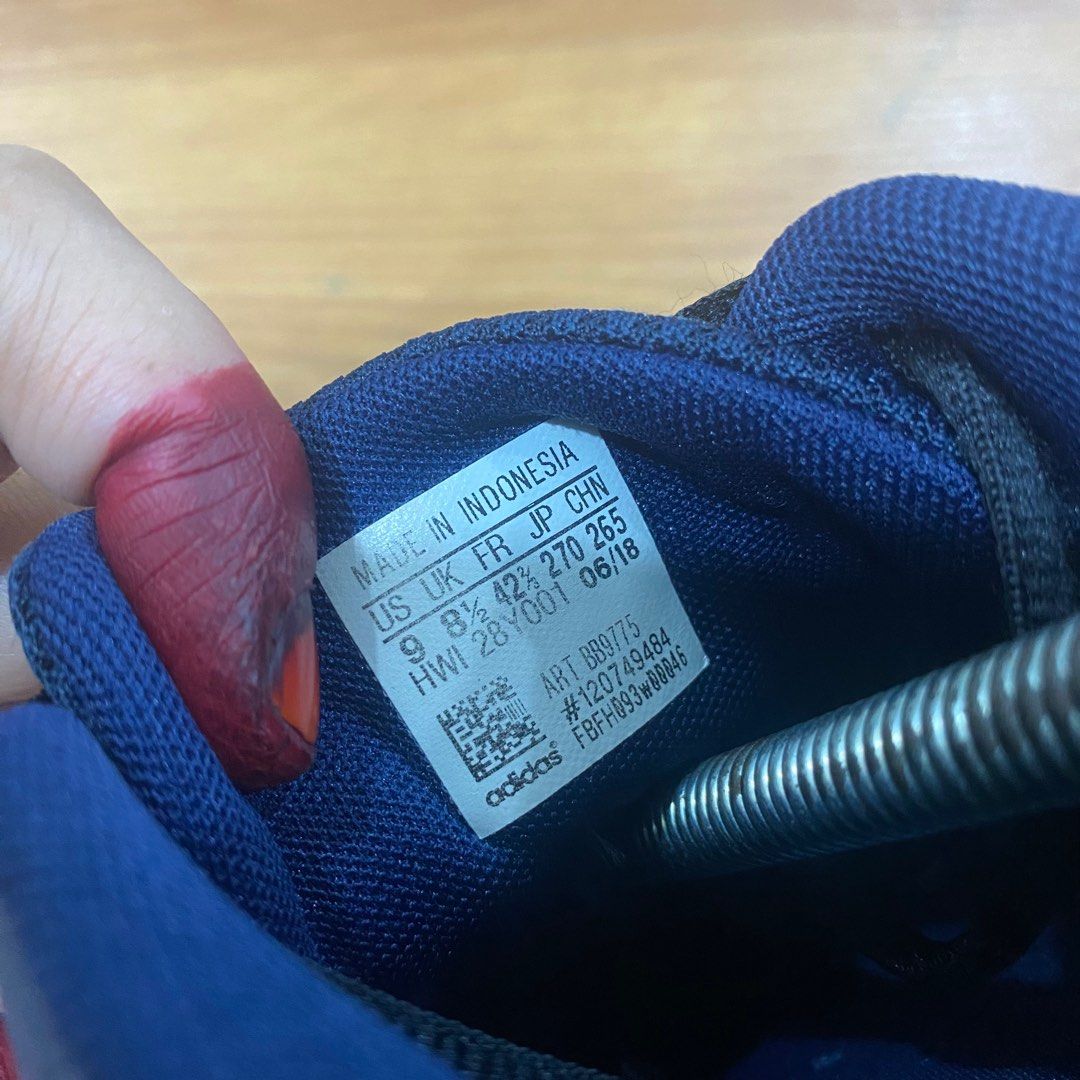 MADE IN INDONESIA
US UK FR JP CHN
9 8½ 42⅔ 270 265
HWI 28Y001 06/18
ART BB9775
#120749484
FBFH093W00046
adidas